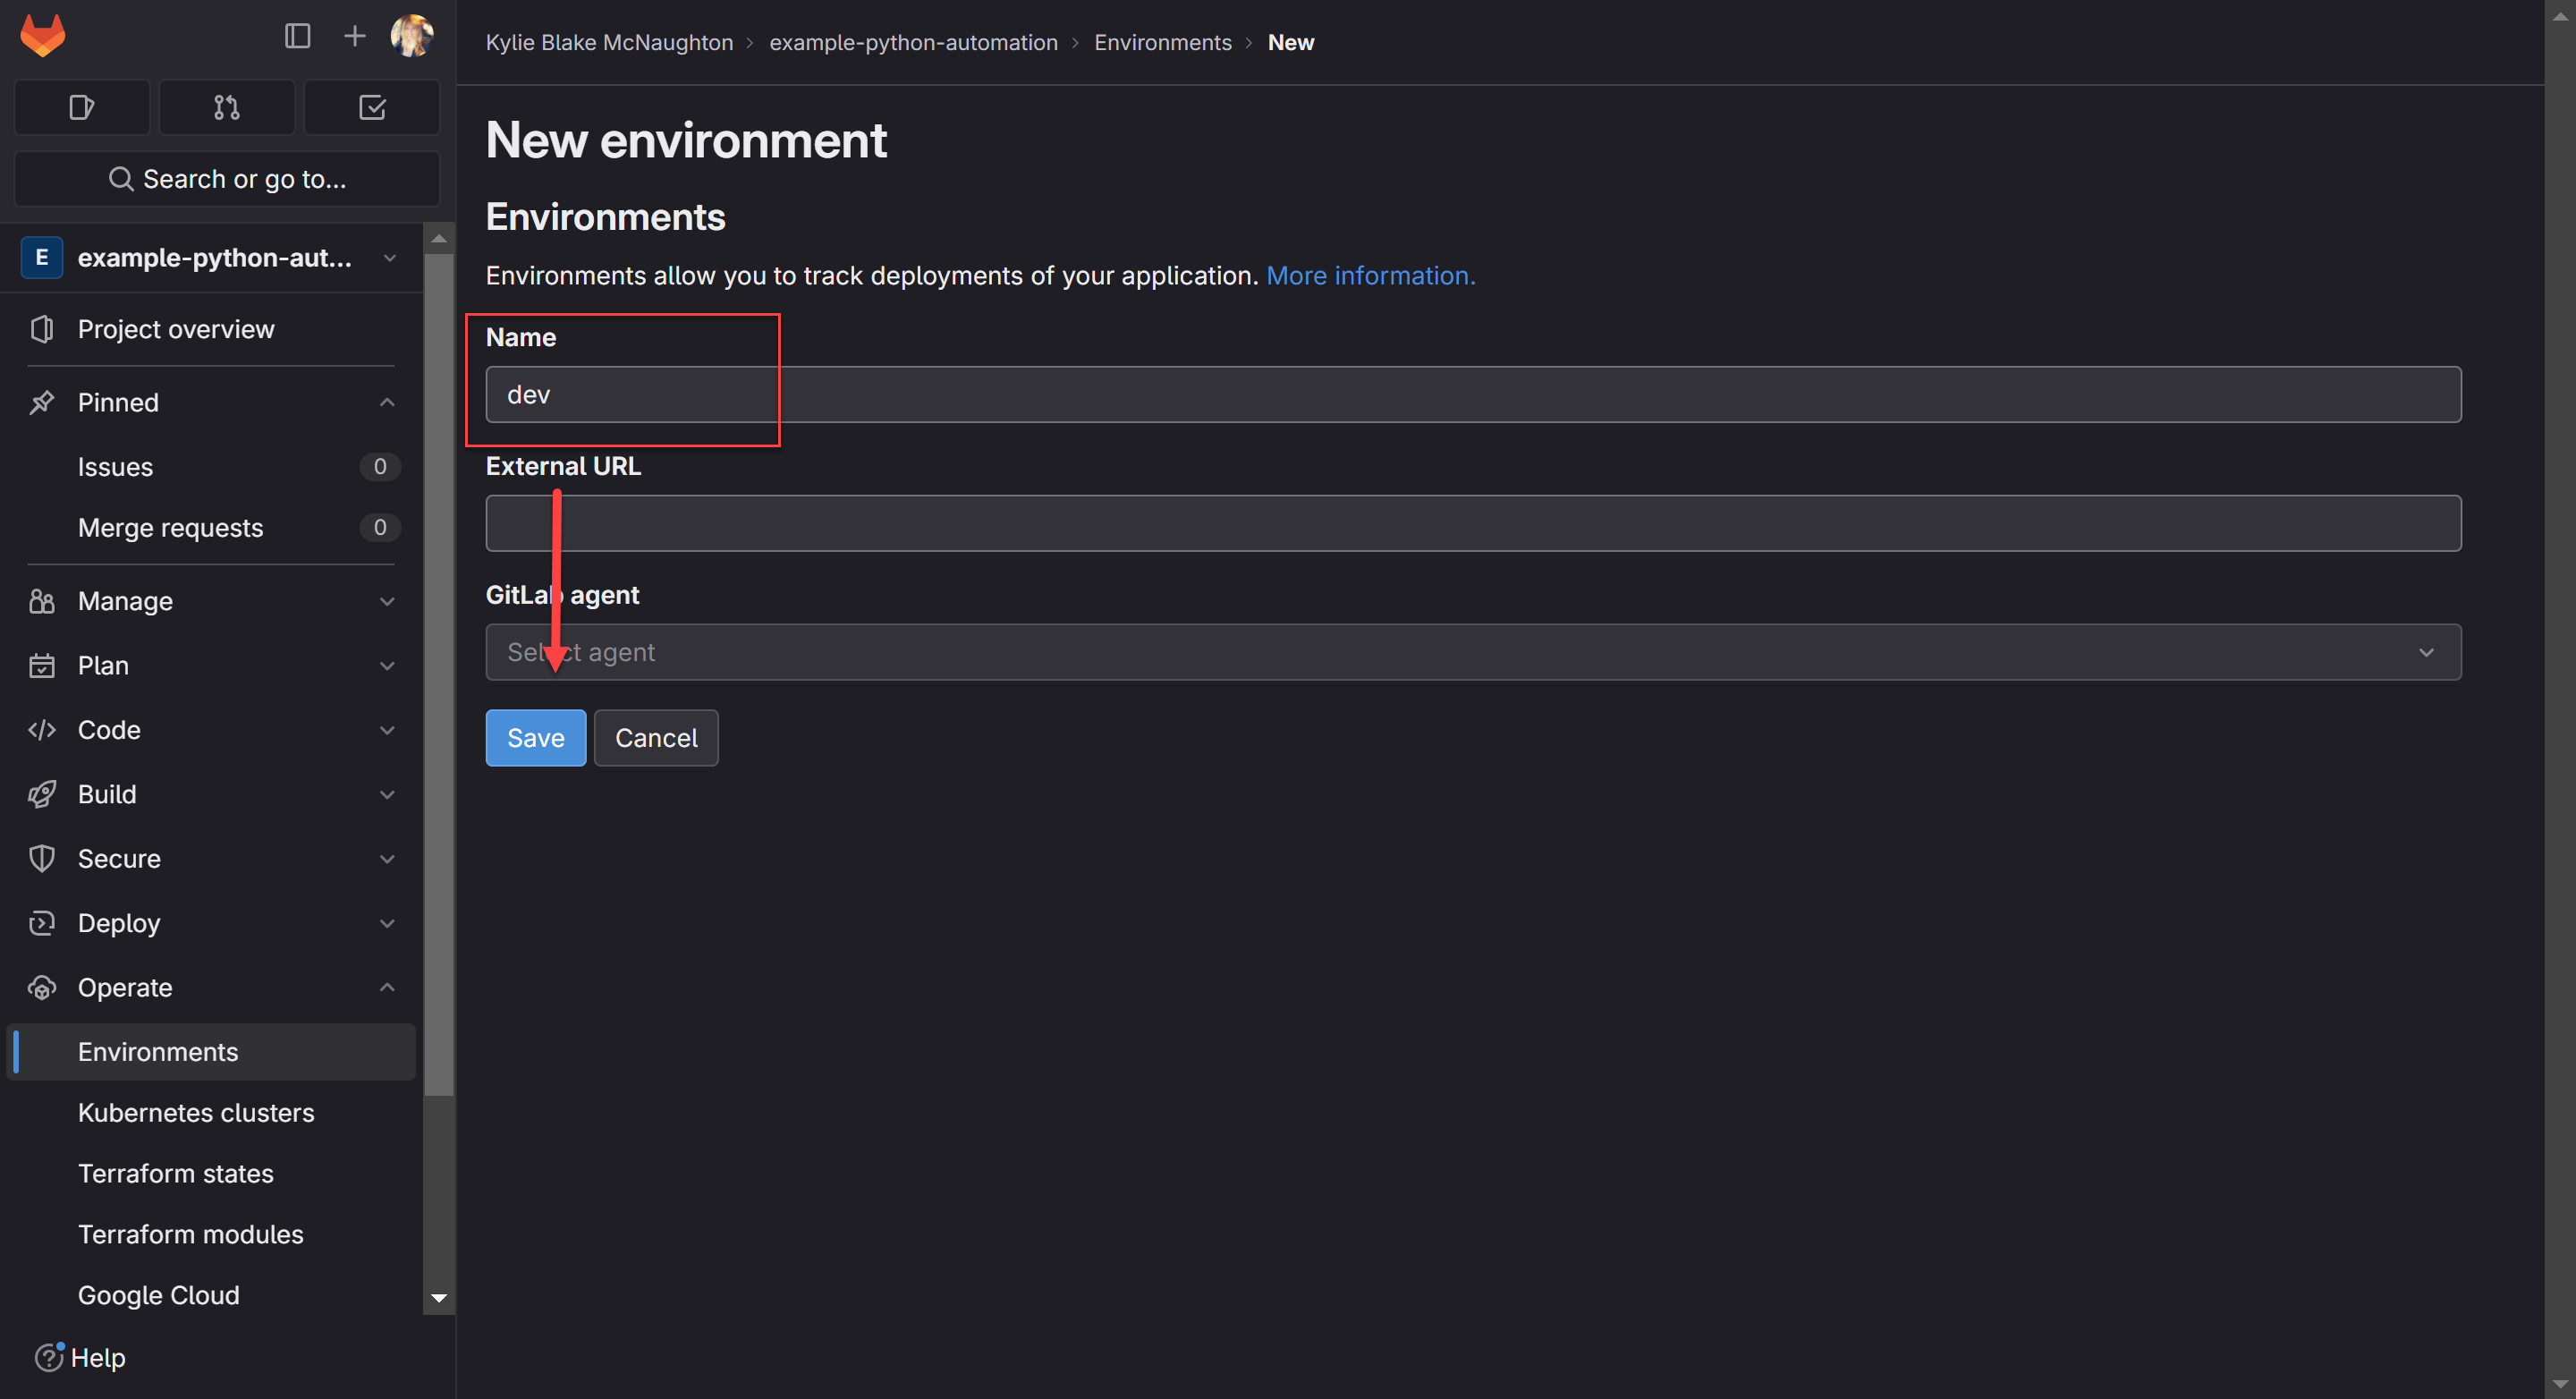 Search or go to...
E example-python-aut...
Project overview
Pinned
Issues 0
Merge requests 0
Manage
Plan
Code
Build
Secure
Deploy
Operate
Environments
Kubernetes clusters
Terraform states
Terraform modules
Google Cloud
Help
Kylie Blake McNaughton > example-python-automation > Environments > New
New environment
Environments
Environments allow you to track deployments of your application. More information.
Name
dev
External URL
GitLab agent
Select agent
Save Cancel